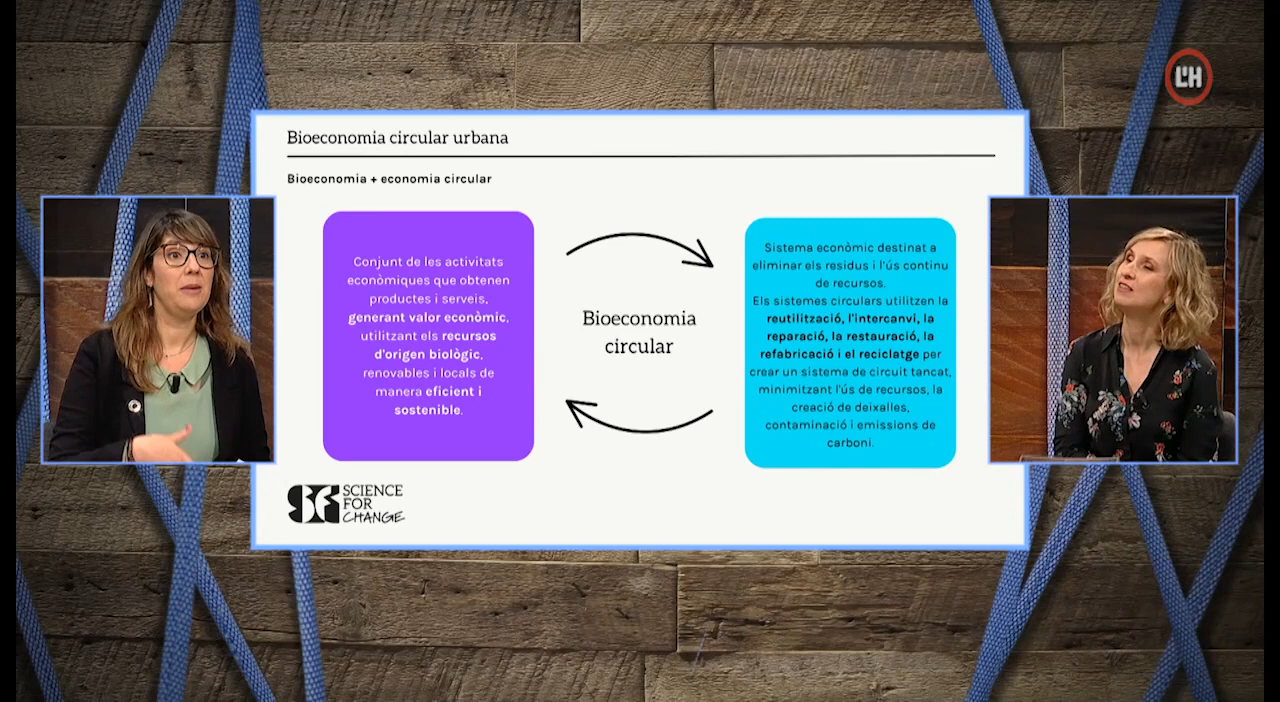 L'H
Bioeconomia circular urbana
Bioeconomia + economia circular
Conjunt de les activitats
econòmiques que obtenen
productes i serveis,
generant valor econòmic,
utilitzant els recursos
d'origen biològic,
renovables i locals de
manera eficient i
sostenible.
Bioeconomia
circular
Sistema econòmic destinat a
eliminar els residus i l'ús continu
de recursos.
Els sistemes circulars utilitzen la
reutilització, l'intercanvi, la
reparació, la restauració, la
refabricació i el reciclatge per
crear un sistema de circuit tancat,
minimitzant l'ús de recursos, la
creació de deixalles,
contaminació i emissions de
carboni.
SCIENCE
FOR
CHANGE